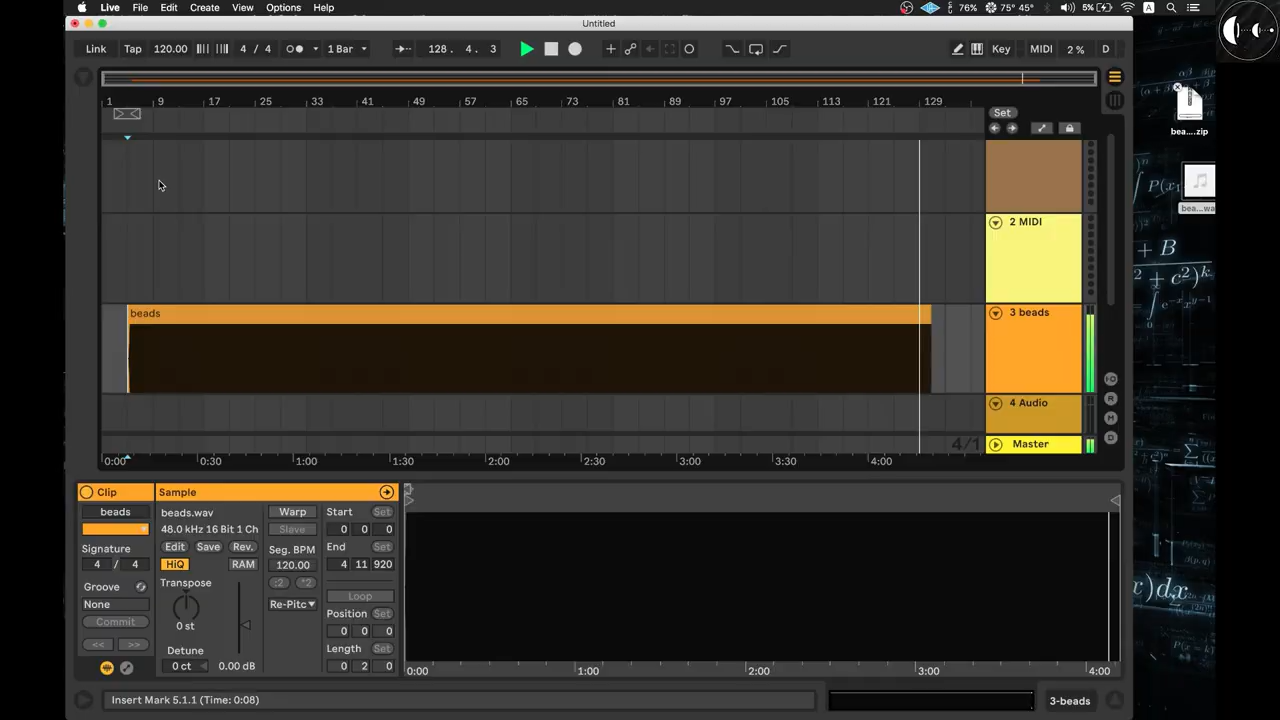 Live File Edit Create View Options Help 76% 75° 45° 5% A
Untitled
Link Tap 120.00 4 / 4 1 Bar 128. 4. 3 Key MIDI 2 % D
1 9 17 25 33 41 49 57 65 73 81 89 97 105 113 121 129
Set
2 MIDI
beads
3 beads
4 Audio
4/1
Master
0:00 0:30 1:00 1:30 2:00 2:30 3:00 3:30 4:00
Clip Sample
beads
beads.wav
48.0 kHz 16 Bit 1 Ch
Warp Start Set
Slave 0 0 0
Signature Edit Save Rev. Seg. BPM End Set
4 / 4 HiQ RAM 120.00 4 11 920
Groove Transpose :2 *2 Loop
None Re-Pitc
Commit 0 st Position Set
0 0 0
<< >> Detune Length Set
0 ct 0.00 dB 0 2 0
0:00 1:00 2:00 3:00 4:00
Insert Mark 5.1.1 (Time: 0:08) 3-beads
bea....zip
bea...wa
I O
R
M
D
+ B
+ c²)ᵏ
)dx